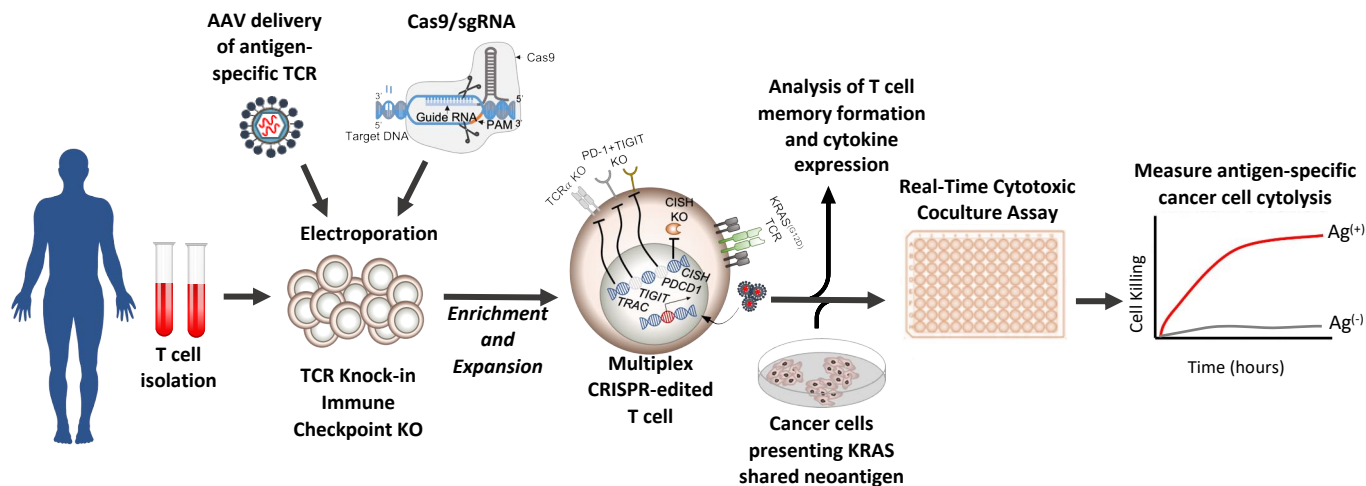 AAV delivery
of antigen-
specific TCR
Cas9/sgRNA
Cas9
3'
5'
Guide RNA
PAM
5'
3'
Target DNA
Electroporation
T cell
isolation
TCR Knock-in
Immune
Checkpoint KO
Enrichment
and
Expansion
TCRα KO
PD-1+TIGIT
KO
CISH
KO
KRAS(G12D)
TCR
CISH
PDCD1
TIGIT
TRAC
Multiplex
CRISPR-edited
T cell
Analysis of T cell
memory formation
and cytokine
expression
Cancer cells
presenting KRAS
shared neoantigen
Real-Time Cytotoxic
Coculture Assay
Measure antigen-specific
cancer cell cytolysis
Cell Killing
Ag(+)
Ag(-)
Time (hours)